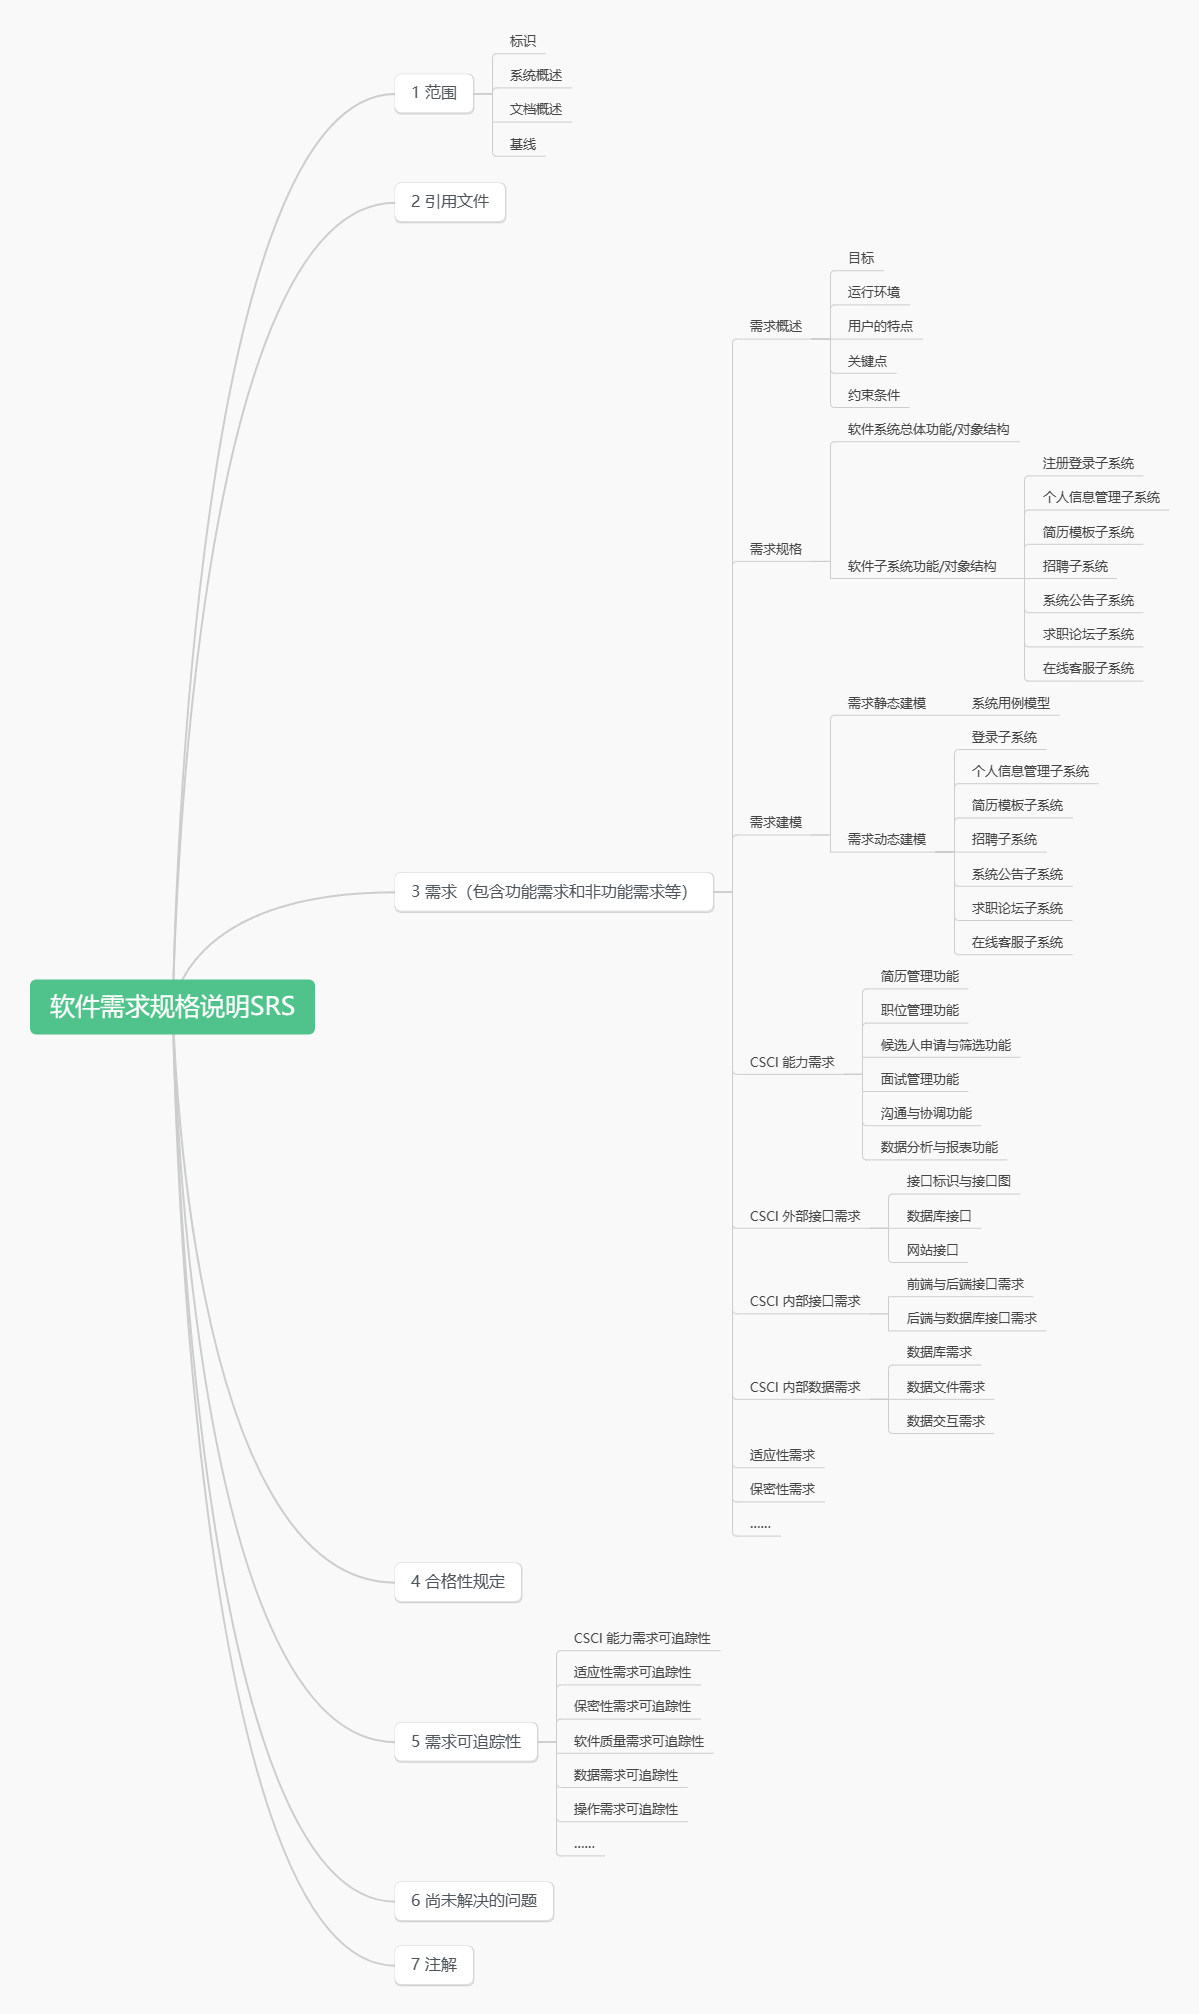 软件需求规格说明SRS
1 范围
标识
系统概述
文档概述
基线
2 引用文件
3 需求（包含功能需求和非功能需求等）
需求概述
目标
运行环境
用户的特点
关键点
约束条件
需求规格
软件系统总体功能/对象结构
软件子系统功能/对象结构
注册登录子系统
个人信息管理子系统
简历模板子系统
招聘子系统
系统公告子系统
求职论坛子系统
在线客服子系统
需求建模
需求静态建模
系统用例模型
需求动态建模
登录子系统
个人信息管理子系统
简历模板子系统
招聘子系统
系统公告子系统
求职论坛子系统
在线客服子系统
CSCI 能力需求
简历管理功能
职位管理功能
候选人申请与筛选功能
面试管理功能
沟通与协调功能
数据分析与报表功能
CSCI 外部接口需求
接口标识与接口图
数据库接口
网站接口
CSCI 内部接口需求
前端与后端接口需求
后端与数据库接口需求
CSCI 内部数据需求
数据库需求
数据文件需求
数据交互需求
适应性需求
保密性需求
......
4 合格性规定
5 需求可追踪性
CSCI 能力需求可追踪性
适应性需求可追踪性
保密性需求可追踪性
软件质量需求可追踪性
数据需求可追踪性
操作需求可追踪性
......
6 尚未解决的问题
7 注解